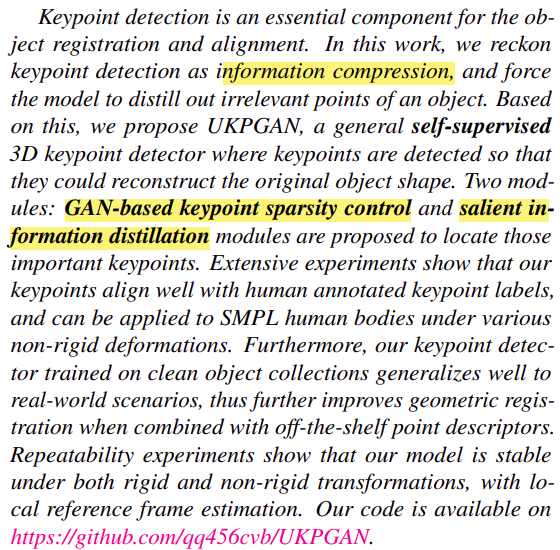 Keypoint detection is an essential component for the ob-
ject registration and alignment. In this work, we reckon
keypoint detection as information compression, and force
the model to distill out irrelevant points of an object. Based
on this, we propose UKPGAN, a general self-supervised
3D keypoint detector where keypoints are detected so that
they could reconstruct the original object shape. Two mod-
ules: GAN-based keypoint sparsity control and salient in-
formation distillation modules are proposed to locate those
important keypoints. Extensive experiments show that our
keypoints align well with human annotated keypoint labels,
and can be applied to SMPL human bodies under various
non-rigid deformations. Furthermore, our keypoint detec-
tor trained on clean object collections generalizes well to
real-world scenarios, thus further improves geometric regis-
tration when combined with off-the-shelf point descriptors.
Repeatability experiments show that our model is stable
under both rigid and non-rigid transformations, with lo-
cal reference frame estimation. Our code is available on
https://github.com/qq456cvb/UKPGAN.